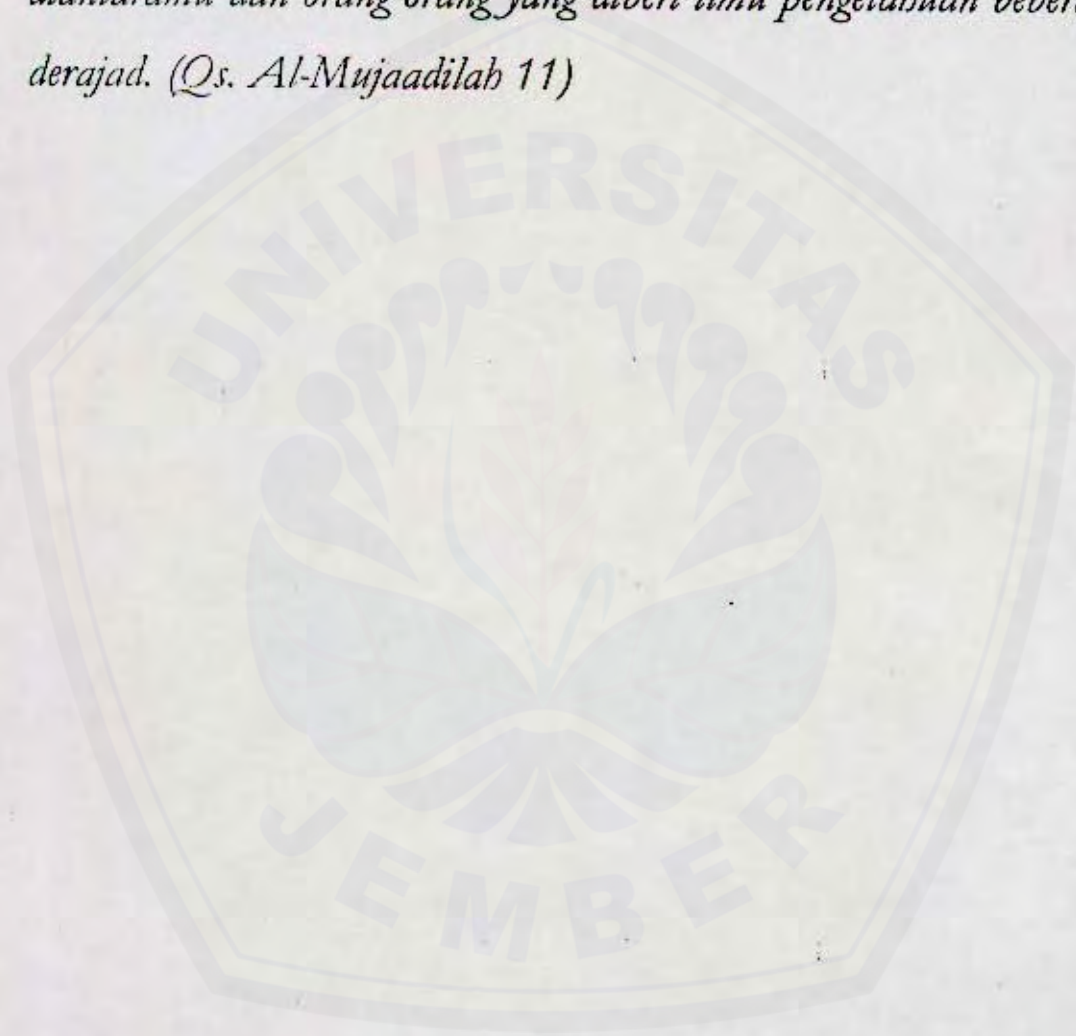 diantaramu dan orang-orang yang diberi ilmu pengetahuan
derajad. (Qs. Al-Mujaadilah 11)
UNIVERSITAS
JEMBER